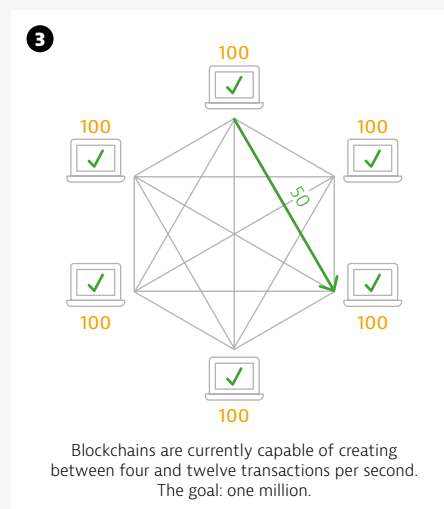 3
100
100
100
50
100
100
100
Blockchains are currently capable of creating
between four and twelve transactions per second.
The goal: one million.